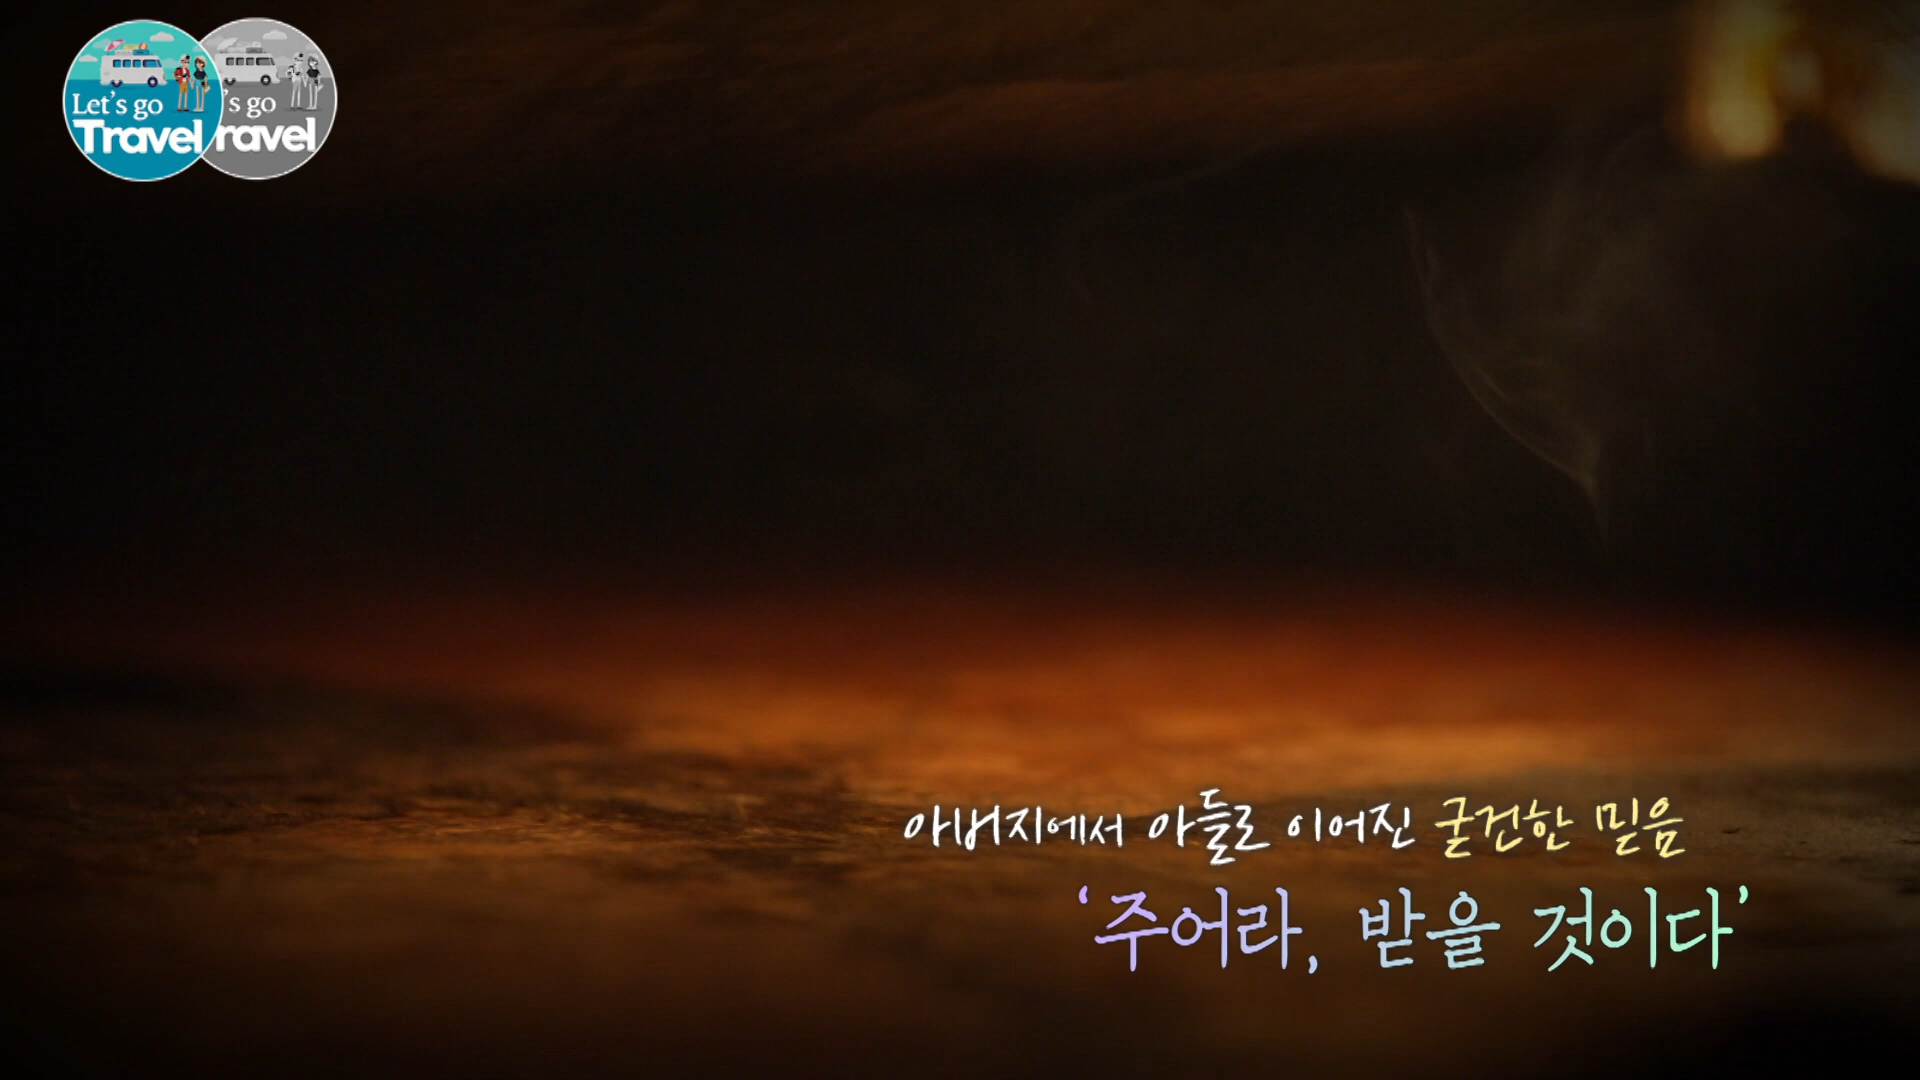 Let's go
Travel
's go
ravel
아버지에서 아들로 이어진 굳건한 믿음
‘주어라, 받을 것이다’